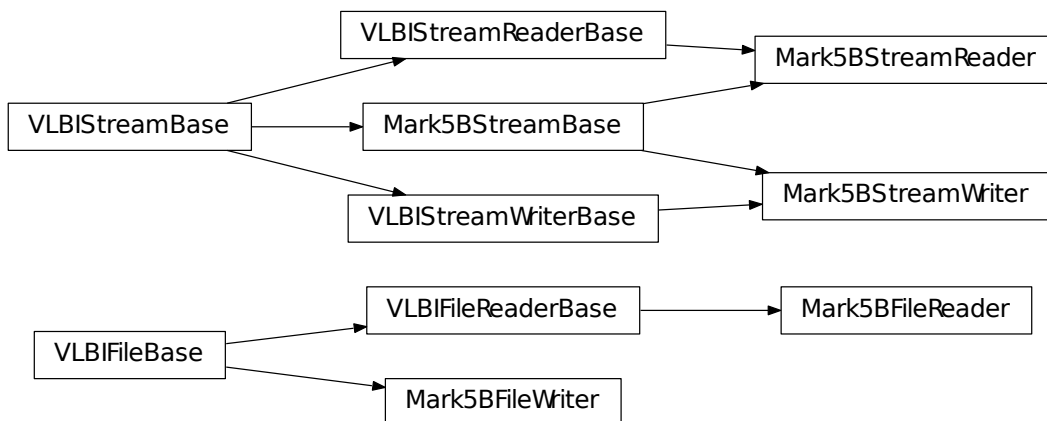 VLBIStreamReaderBase
Mark5BStreamReader
VLBIStreamBase
Mark5BStreamBase
Mark5BStreamWriter
VLBIStreamWriterBase
VLBIFileReaderBase
Mark5BFileReader
VLBIFileBase
Mark5BFileWriter